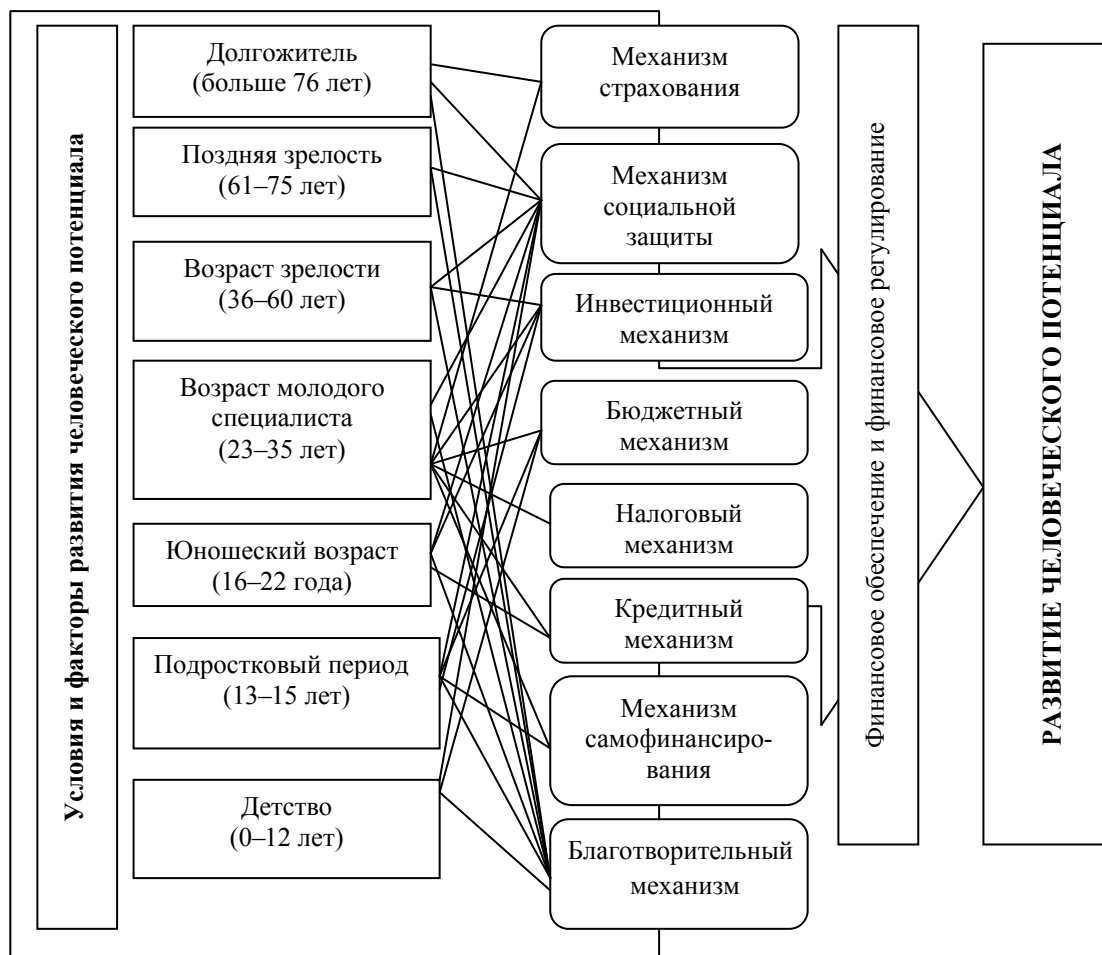 Условия и факторы развития человеческого потенциала
Долгожитель
(больше 76 лет)
Поздняя зрелость
(61–75 лет)
Возраст зрелости
(36–60 лет)
Возраст молодого
специалиста
(23–35 лет)
Юношеский возраст
(16–22 года)
Подростковый период
(13–15 лет)
Детство
(0–12 лет)
Механизм
страхования
Механизм
социальной
защиты
Инвестиционный
механизм
Бюджетный
механизм
Налоговый
механизм
Кредитный
механизм
Механизм
самофинансиро-
вания
Благотворительный
механизм
Финансовое обеспечение и финансовое регулирование
РАЗВИТИЕ ЧЕЛОВЕЧЕСКОГО ПОТЕНЦИАЛА